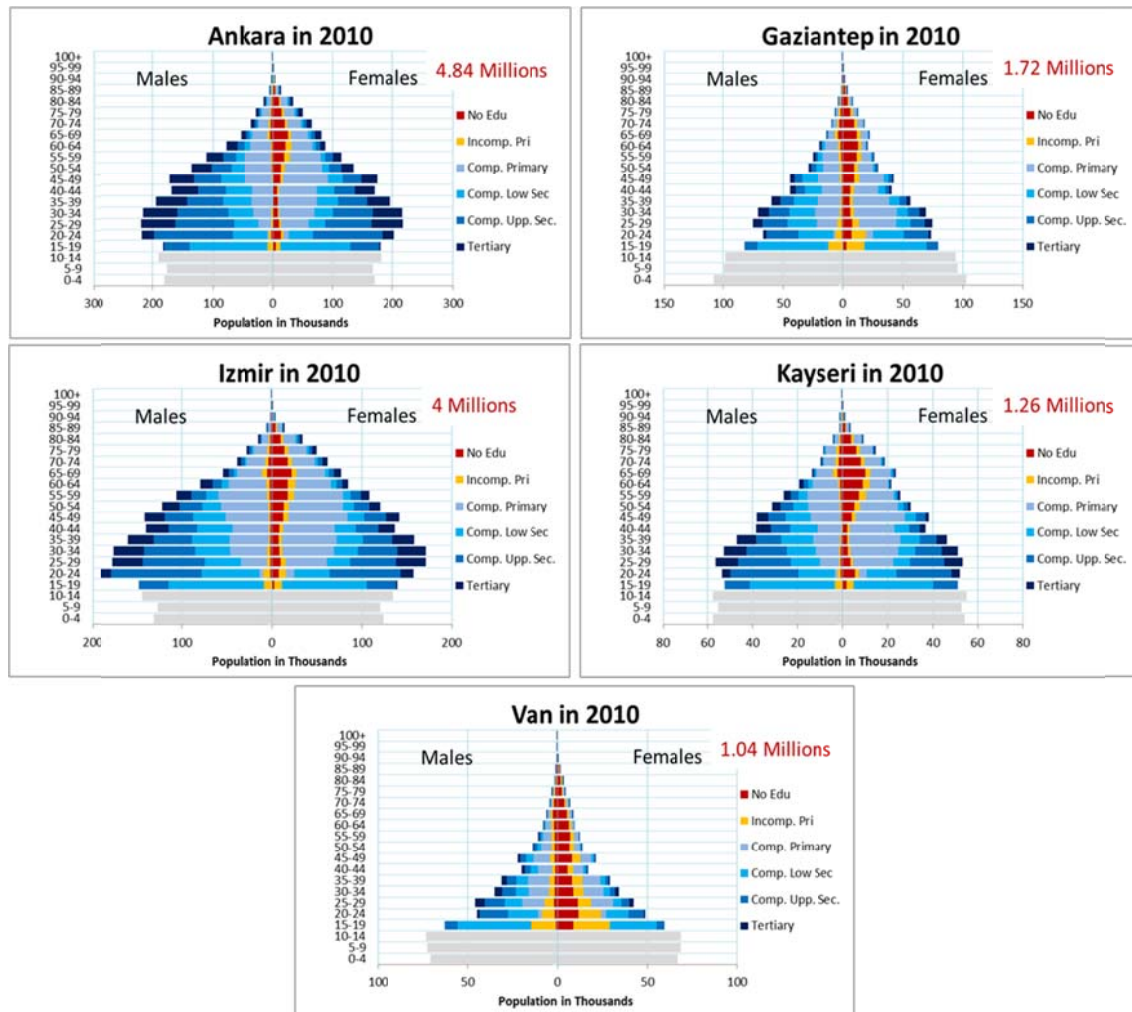 Ankara in 2010
Males
Females
4.84 Millions
100+
95-99
90-94
85-89
80-84
75-79
70-74
65-69
60-64
55-59
50-54
45-49
40-44
35-39
30-34
25-29
20-24
15-19
10-14
5-9
0-4
No Edu
Incomp. Pri
Comp. Primary
Comp. Low Sec
Comp. Upp. Sec.
Tertiary
300 200 100 0 100 200 300
Population in Thousands
Gaziantep in 2010
Males
Females
1.72 Millions
100+
95-99
90-94
85-89
80-84
75-79
70-74
65-69
60-64
55-59
50-54
45-49
40-44
35-39
30-34
25-29
20-24
15-19
10-14
5-9
0-4
No Edu
Incomp. Pri
Comp. Primary
Comp. Low Sec
Comp. Upp. Sec.
Tertiary
150 100 50 0 50 100 150
Population in Thousands
Izmir in 2010
Males
Females
4 Millions
100+
95-99
90-94
85-89
80-84
75-79
70-74
65-69
60-64
55-59
50-54
45-49
40-44
35-39
30-34
25-29
20-24
15-19
10-14
5-9
0-4
No Edu
Incomp. Pri
Comp. Primary
Comp. Low Sec
Comp. Upp. Sec.
Tertiary
200 100 0 100 200
Population in Thousands
Kayseri in 2010
Males
Females
1.26 Millions
100+
95-99
90-94
85-89
80-84
75-79
70-74
65-69
60-64
55-59
50-54
45-49
40-44
35-39
30-34
25-29
20-24
15-19
10-14
5-9
0-4
No Edu
Incomp. Pri
Comp. Primary
Comp. Low Sec
Comp. Upp. Sec.
Tertiary
80 60 40 20 0 20 40 60 80
Population in Thousands
Van in 2010
Males
Females
1.04 Millions
100+
95-99
90-94
85-89
80-84
75-79
70-74
65-69
60-64
55-59
50-54
45-49
40-44
35-39
30-34
25-29
20-24
15-19
10-14
5-9
0-4
No Edu
Incomp. Pri
Comp. Primary
Comp. Low Sec
Comp. Upp. Sec.
Tertiary
100 50 0 50 100
Population in Thousands